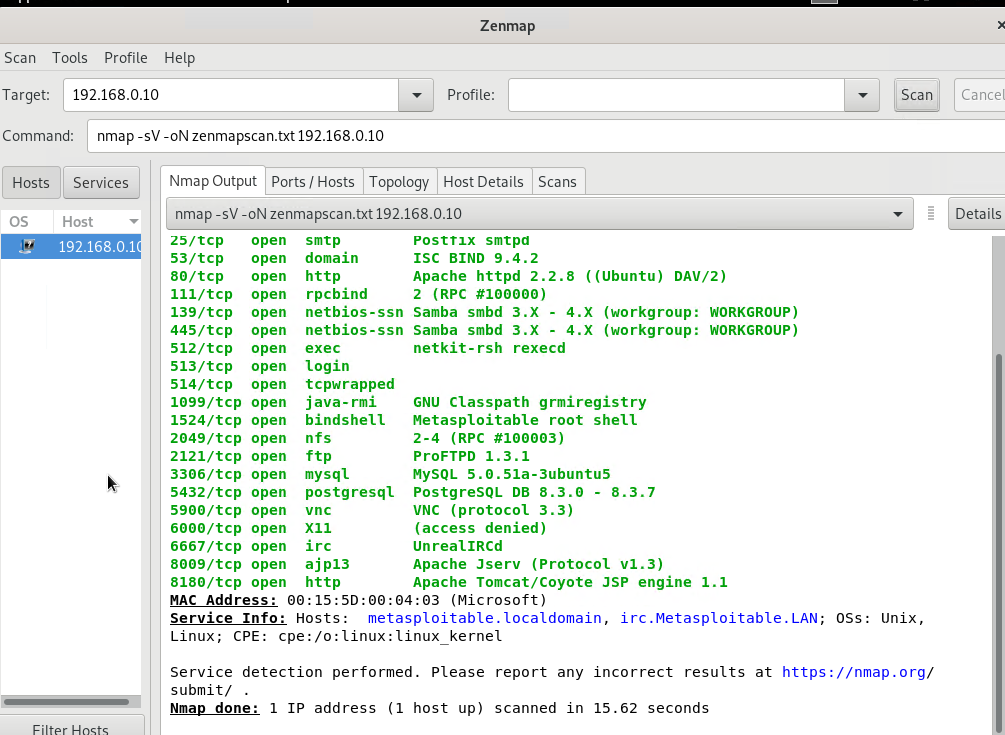 Zenmap
Scan Tools Profile Help
Target: 192.168.0.10 Profile: Scan Cancel
Command: nmap -sV -oN zenmapscan.txt 192.168.0.10
Hosts Services Nmap Output Ports / Hosts Topology Host Details Scans
OS Host nmap -sV -oN zenmapscan.txt 192.168.0.10 Details
192.168.0.10
25/tcp open smtp Postfix smtpd
53/tcp open domain ISC BIND 9.4.2
80/tcp open http Apache httpd 2.2.8 ((Ubuntu) DAV/2)
111/tcp open rpcbind 2 (RPC #100000)
139/tcp open netbios-ssn Samba smbd 3.X - 4.X (workgroup: WORKGROUP)
445/tcp open netbios-ssn Samba smbd 3.X - 4.X (workgroup: WORKGROUP)
512/tcp open exec netkit-rsh rexecd
513/tcp open login
514/tcp open tcpwrapped
1099/tcp open java-rmi GNU Classpath grmiregistry
1524/tcp open bindshell Metasploitable root shell
2049/tcp open nfs 2-4 (RPC #100003)
2121/tcp open ftp ProFTPD 1.3.1
3306/tcp open mysql MySQL 5.0.51a-3ubuntu5
5432/tcp open postgresql PostgreSQL DB 8.3.0 - 8.3.7
5900/tcp open vnc VNC (protocol 3.3)
6000/tcp open X11 (access denied)
6667/tcp open irc UnrealIRCd
8009/tcp open ajp13 Apache Jserv (Protocol v1.3)
8180/tcp open http Apache Tomcat/Coyote JSP engine 1.1
MAC Address: 00:15:5D:00:04:03 (Microsoft)
Service Info: Hosts: metasploitable.localdomain, irc.Metasploitable.LAN; OSs: Unix,
Linux; CPE: cpe:/o:linux:linux_kernel
Service detection performed. Please report any incorrect results at https://nmap.org/
submit/ .
Nmap done: 1 IP address (1 host up) scanned in 15.62 seconds
Filter Hosts